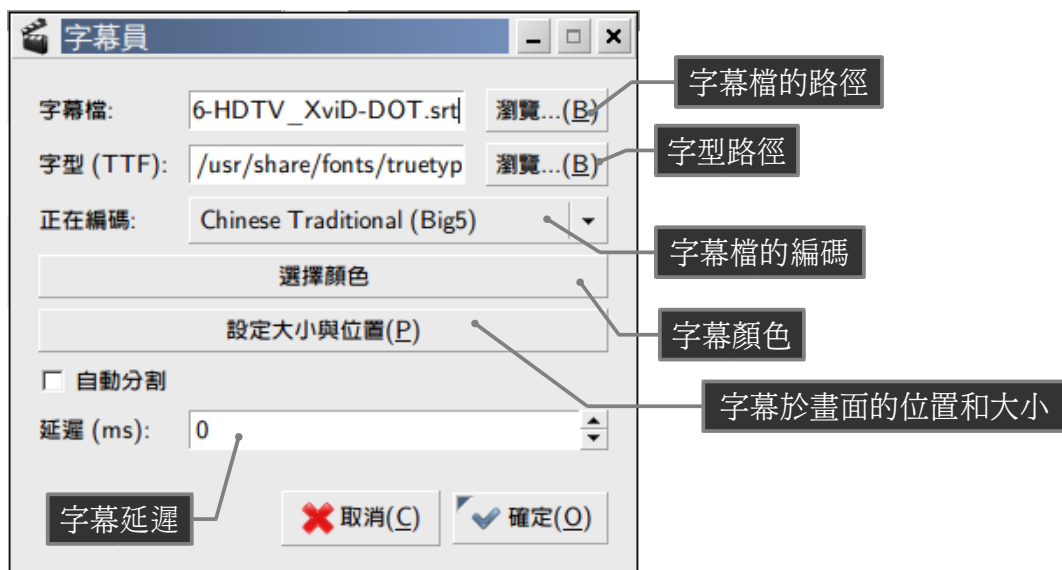 字幕員
字幕檔:
6-HDTV_XviD-DOT.srt
瀏覽...(B)
字幕檔的路徑
字型 (TTF):
/usr/share/fonts/truetyp
瀏覽...(B)
字型路徑
正在編碼:
Chinese Traditional (Big5)
字幕檔的編碼
選擇顏色
字幕顏色
設定大小與位置(P)
字幕於畫面的位置和大小
自動分割
延遲 (ms):
0
字幕延遲
取消(C)
確定(O)